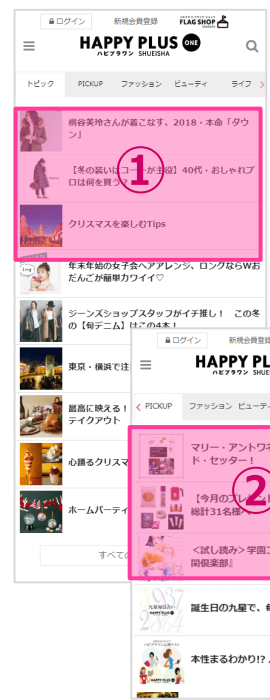 ログイン 新規会員登録 HAPPY PLUS FLAG SHOP
HAPPY PLUS ONE
ハピプラワン SHUEISHA
トピック PICKUP ファッション ビューティ ライフ >
桐谷美玲さんが着こなす、2018・本命「ダウ
ン」
【冬の装いはコートが主役】40代・おしゃれプ
ロは何を買う?
①
クリスマスを楽しむTips
年末年始の女子会ヘアアレンジ、ロングならWお
だんごが簡単カワイイ♡
ジーンズショップスタッフがイチ推し! この冬
の【旬デニム】はこの4本!
東京・横浜で注
最高に映える!
テイクアウト
心踊るクリスマ
ホームパーティ
すべて
ログイン 新規会員登録
HAPPY PL
ハピプラワン SHUEI
< PICKUP ファッション ビューティ
マリー・アントワネ
ド・セッター!
【今月のプレゼント
総計31名様へ
②
<試し読み>学園
閑倶楽部』
誕生日の九星で、毎
本性まるわかり!?